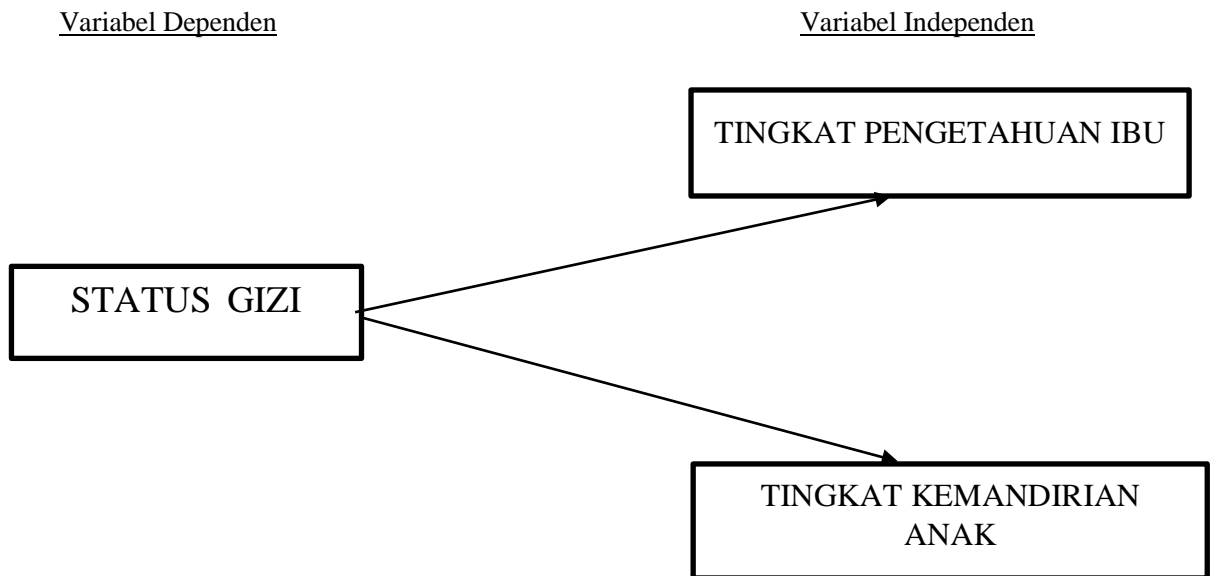 Variabel Dependen
Variabel Independen
TINGKAT PENGETAHUAN IBU
STATUS GIZI
TINGKAT KEMANDIRIAN
ANAK